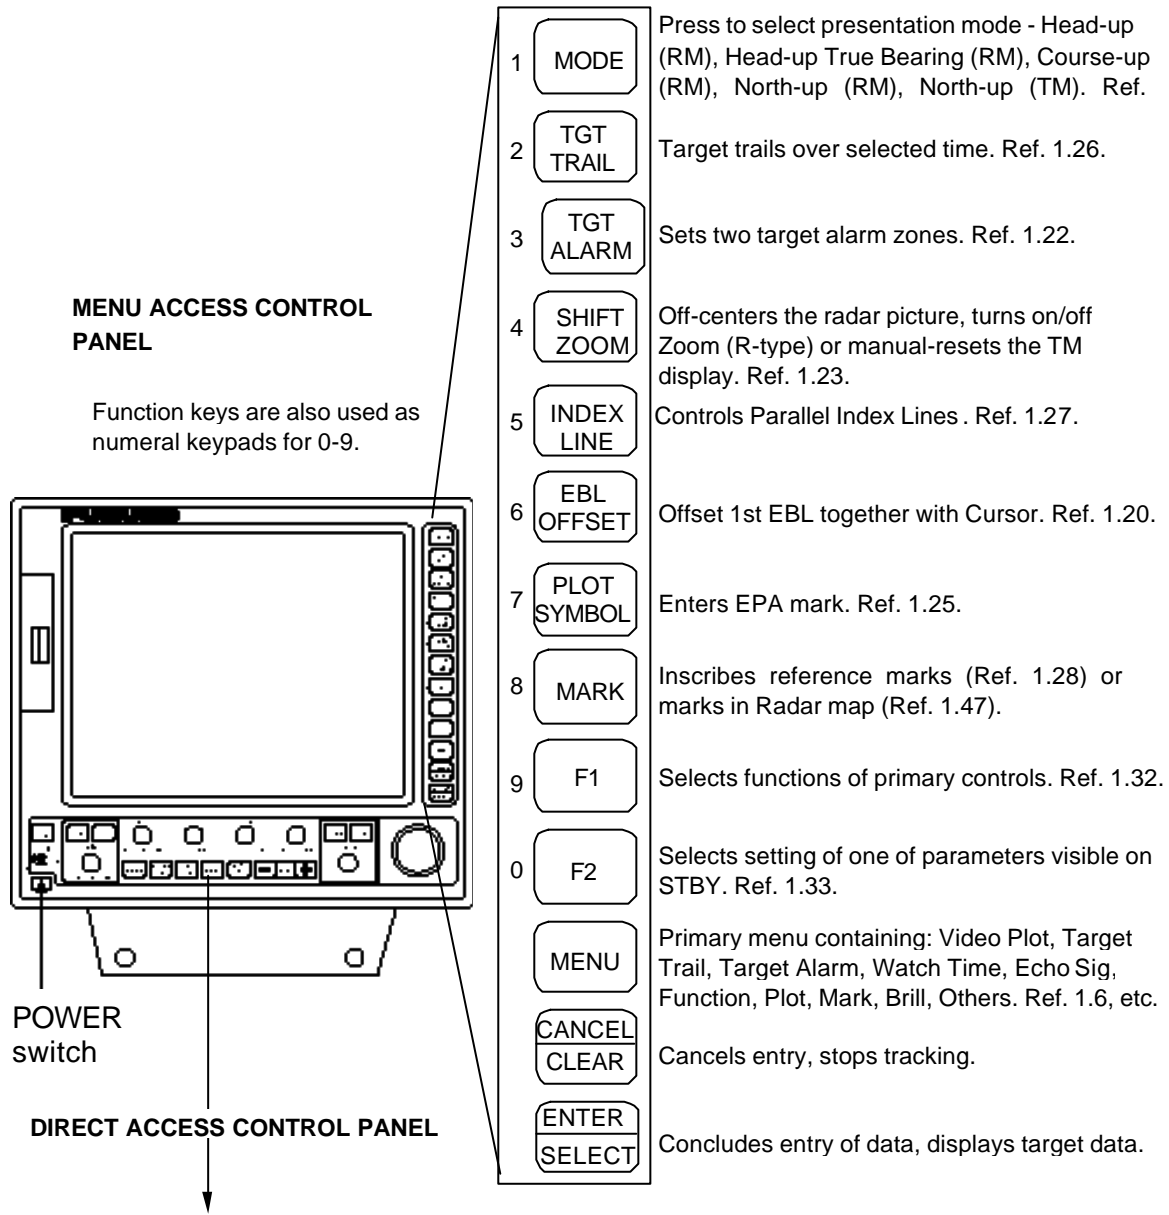 1 MODE
Press to select presentation mode - Head-up
(RM), Head-up True Bearing (RM), Course-up
(RM), North-up (RM), North-up (TM). Ref.
2 TGT
TRAIL
Target trails over selected time. Ref. 1.26.
3 TGT
ALARM
Sets two target alarm zones. Ref. 1.22.
MENU ACCESS CONTROL
PANEL
4 SHIFT
ZOOM
Off-centers the radar picture, turns on/off
Zoom (R-type) or manual-resets the TM
display. Ref. 1.23.
Function keys are also used as
numeral keypads for 0-9.
5 INDEX
LINE
Controls Parallel Index Lines . Ref. 1.27.
6 EBL
OFFSET
Offset 1st EBL together with Cursor. Ref. 1.20.
7 PLOT
SYMBOL
Enters EPA mark. Ref. 1.25.
8 MARK
Inscribes reference marks (Ref. 1.28) or
marks in Radar map (Ref. 1.47).
9 F1
Selects functions of primary controls. Ref. 1.32.
0 F2
Selects setting of one of parameters visible on
STBY. Ref. 1.33.
MENU
Primary menu containing: Video Plot, Target
Trail, Target Alarm, Watch Time, Echo Sig,
Function, Plot, Mark, Brill, Others. Ref. 1.6, etc.
POWER
switch
CANCEL
CLEAR
Cancels entry, stops tracking.
DIRECT ACCESS CONTROL PANEL
ENTER
SELECT
Concludes entry of data, displays target data.